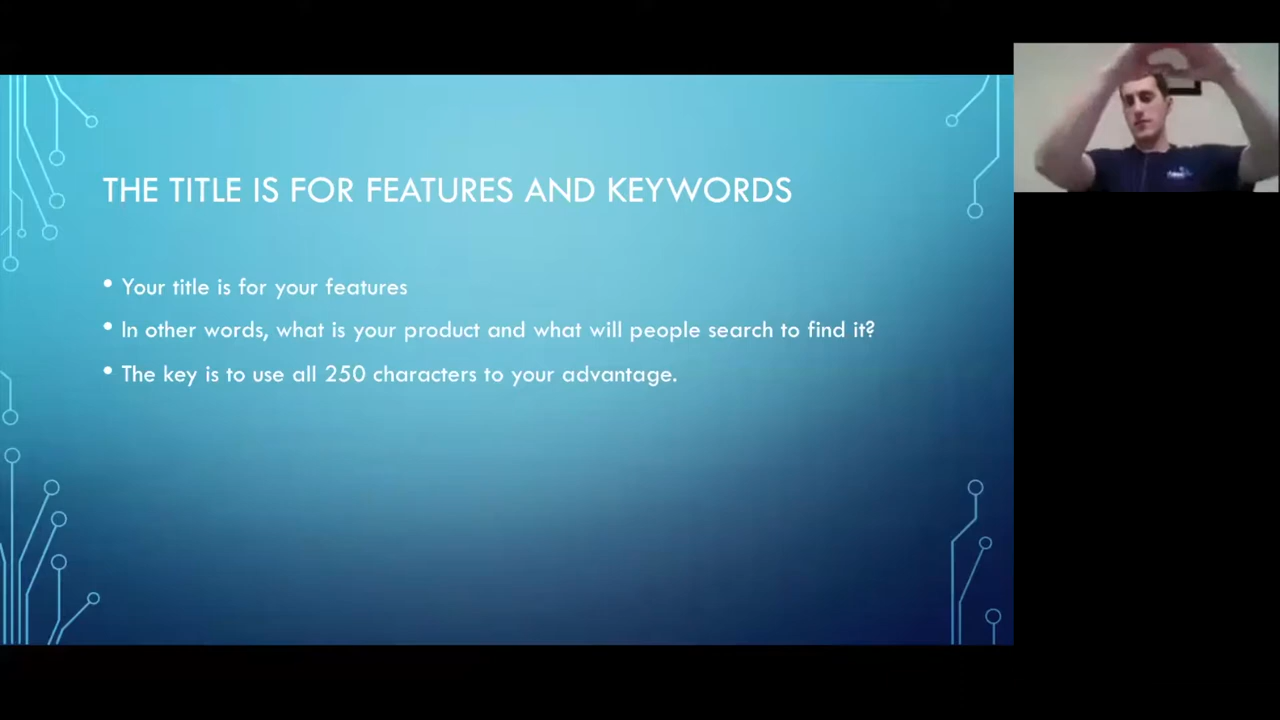 THE TITLE IS FOR FEATURES AND KEYWORDS
• Your title is for your features
• In other words, what is your product and what will people search to find it?
• The key is to use all 250 characters to your advantage.